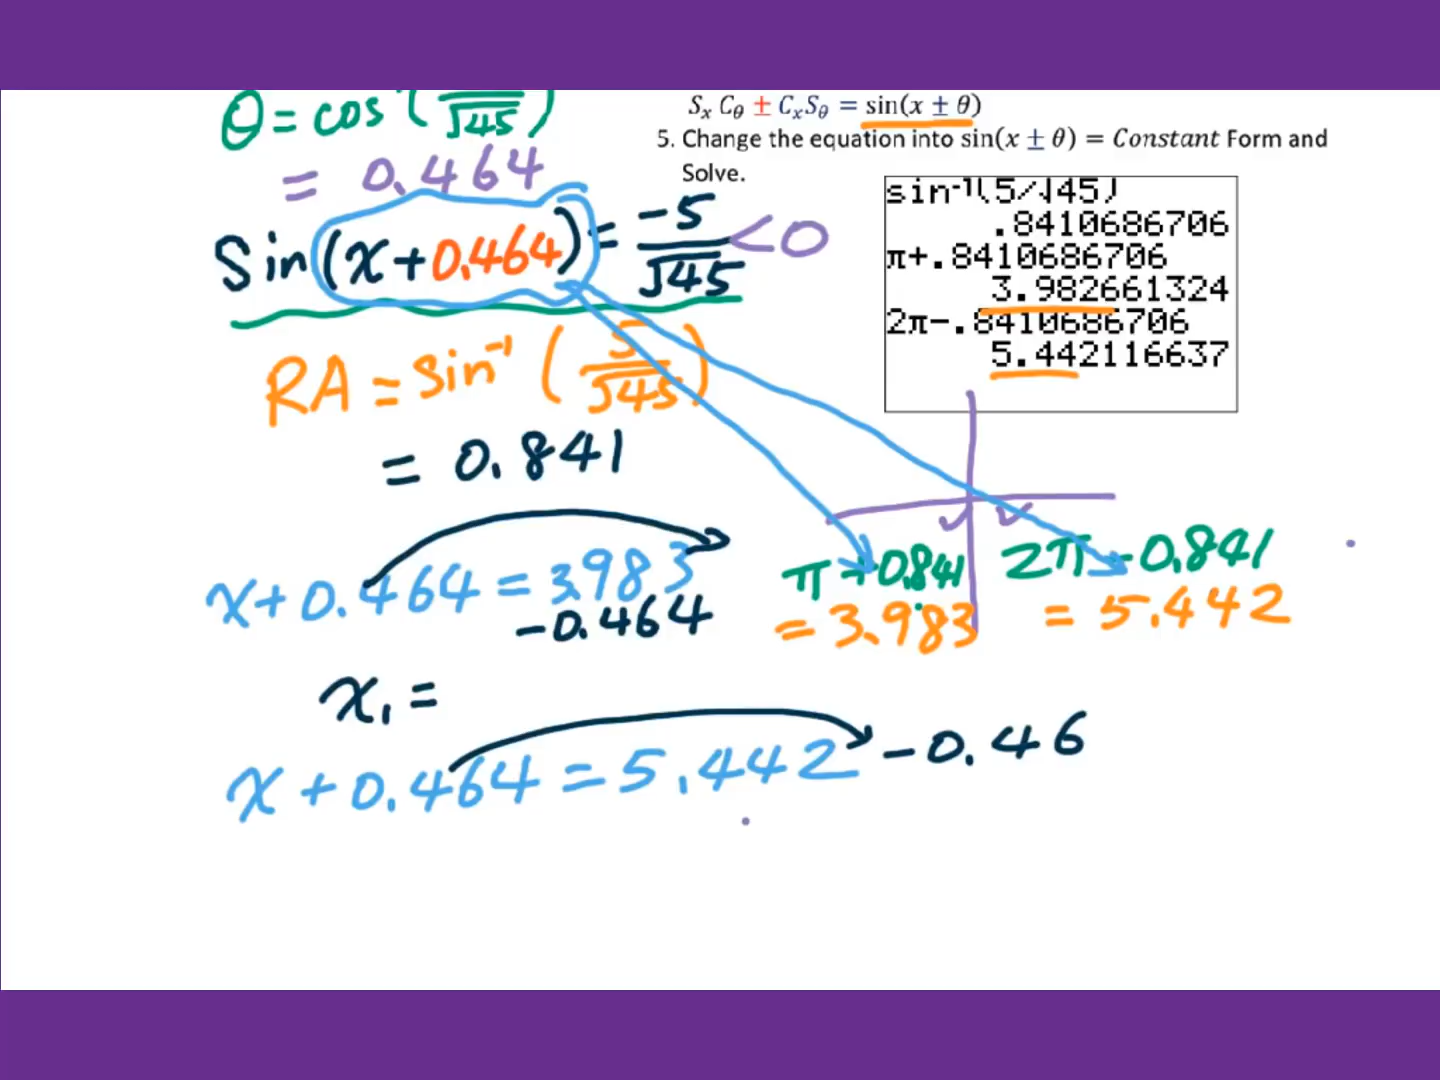 θ = cos⁻¹( /√45)
= 0.464
Sₓ C_θ ± CₓS_θ = sin(x ± θ)
5. Change the equation into sin(x ± θ) = Constant Form and
Solve.
sin(x+0.464) = -5/√45 < 0
sin⁻¹(5/√45)
.8410686706
π+.8410686706
3.982661324
2π-.8410686706
5.442116637
RA = sin⁻¹(5/√45)
= 0.841
π + 0.841
= 3.983
2π - 0.841
= 5.442
x+0.464 = 3.983
-0.464
x₁ =
x + 0.464 = 5.442 - 0.46